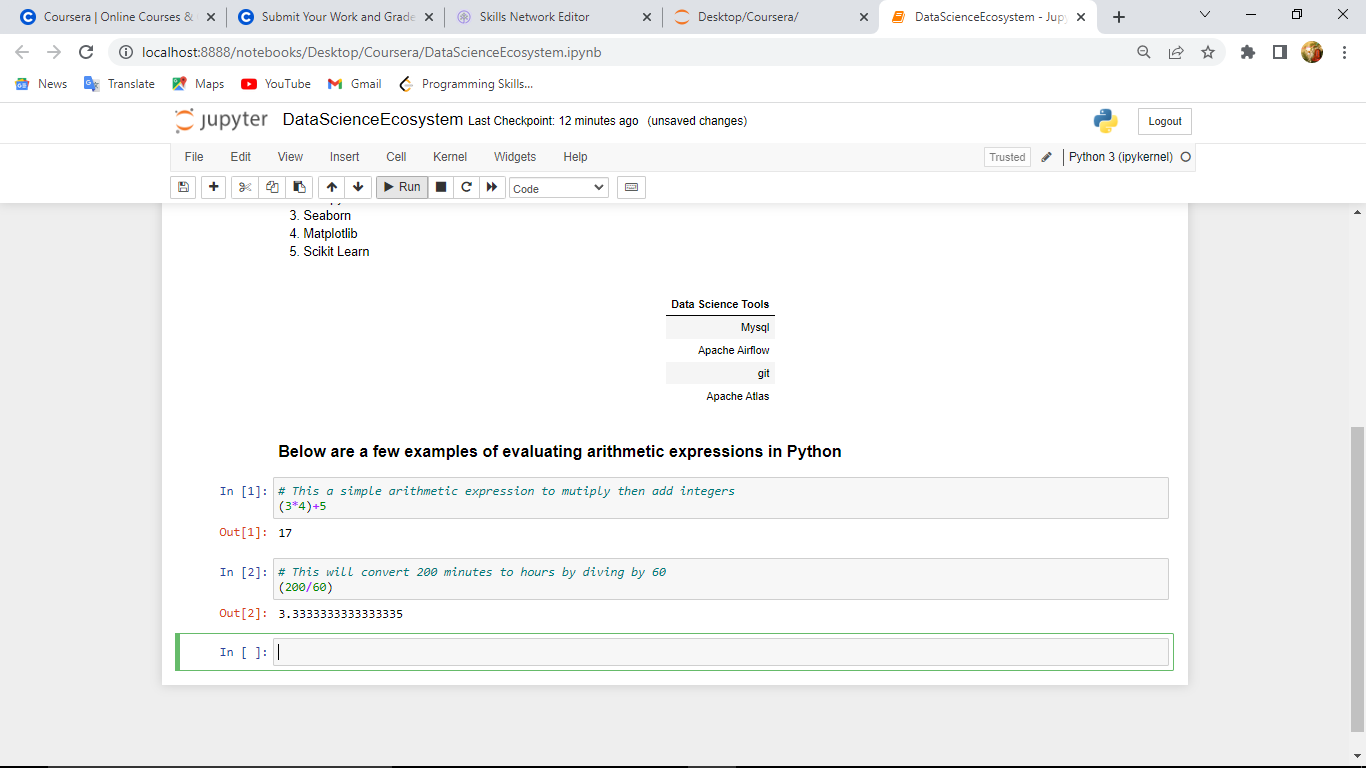 Coursera | Online Courses &
Submit Your Work and Grade
Skills Network Editor
Desktop/Coursera/
DataScienceEcosystem - Jupy
localhost:8888/notebooks/Desktop/Coursera/DataScienceEcosystem.ipynb
News
Translate
Maps
YouTube
Gmail
Programming Skills...
jupyter DataScienceEcosystem Last Checkpoint: 12 minutes ago (unsaved changes)
Logout
File Edit View Insert Cell Kernel Widgets Help
Trusted
Python 3 (ipykernel)
Run
Code
3. Seaborn
4. Matplotlib
5. Scikit Learn
Data Science Tools
Mysql
Apache Airflow
git
Apache Atlas
Below are a few examples of evaluating arithmetic expressions in Python
In [1]: # This a simple arithmetic expression to mutiply then add integers
(3*4)+5
Out[1]: 17
In [2]: # This will convert 200 minutes to hours by diving by 60
(200/60)
Out[2]: 3.3333333333333335
In [ ]: